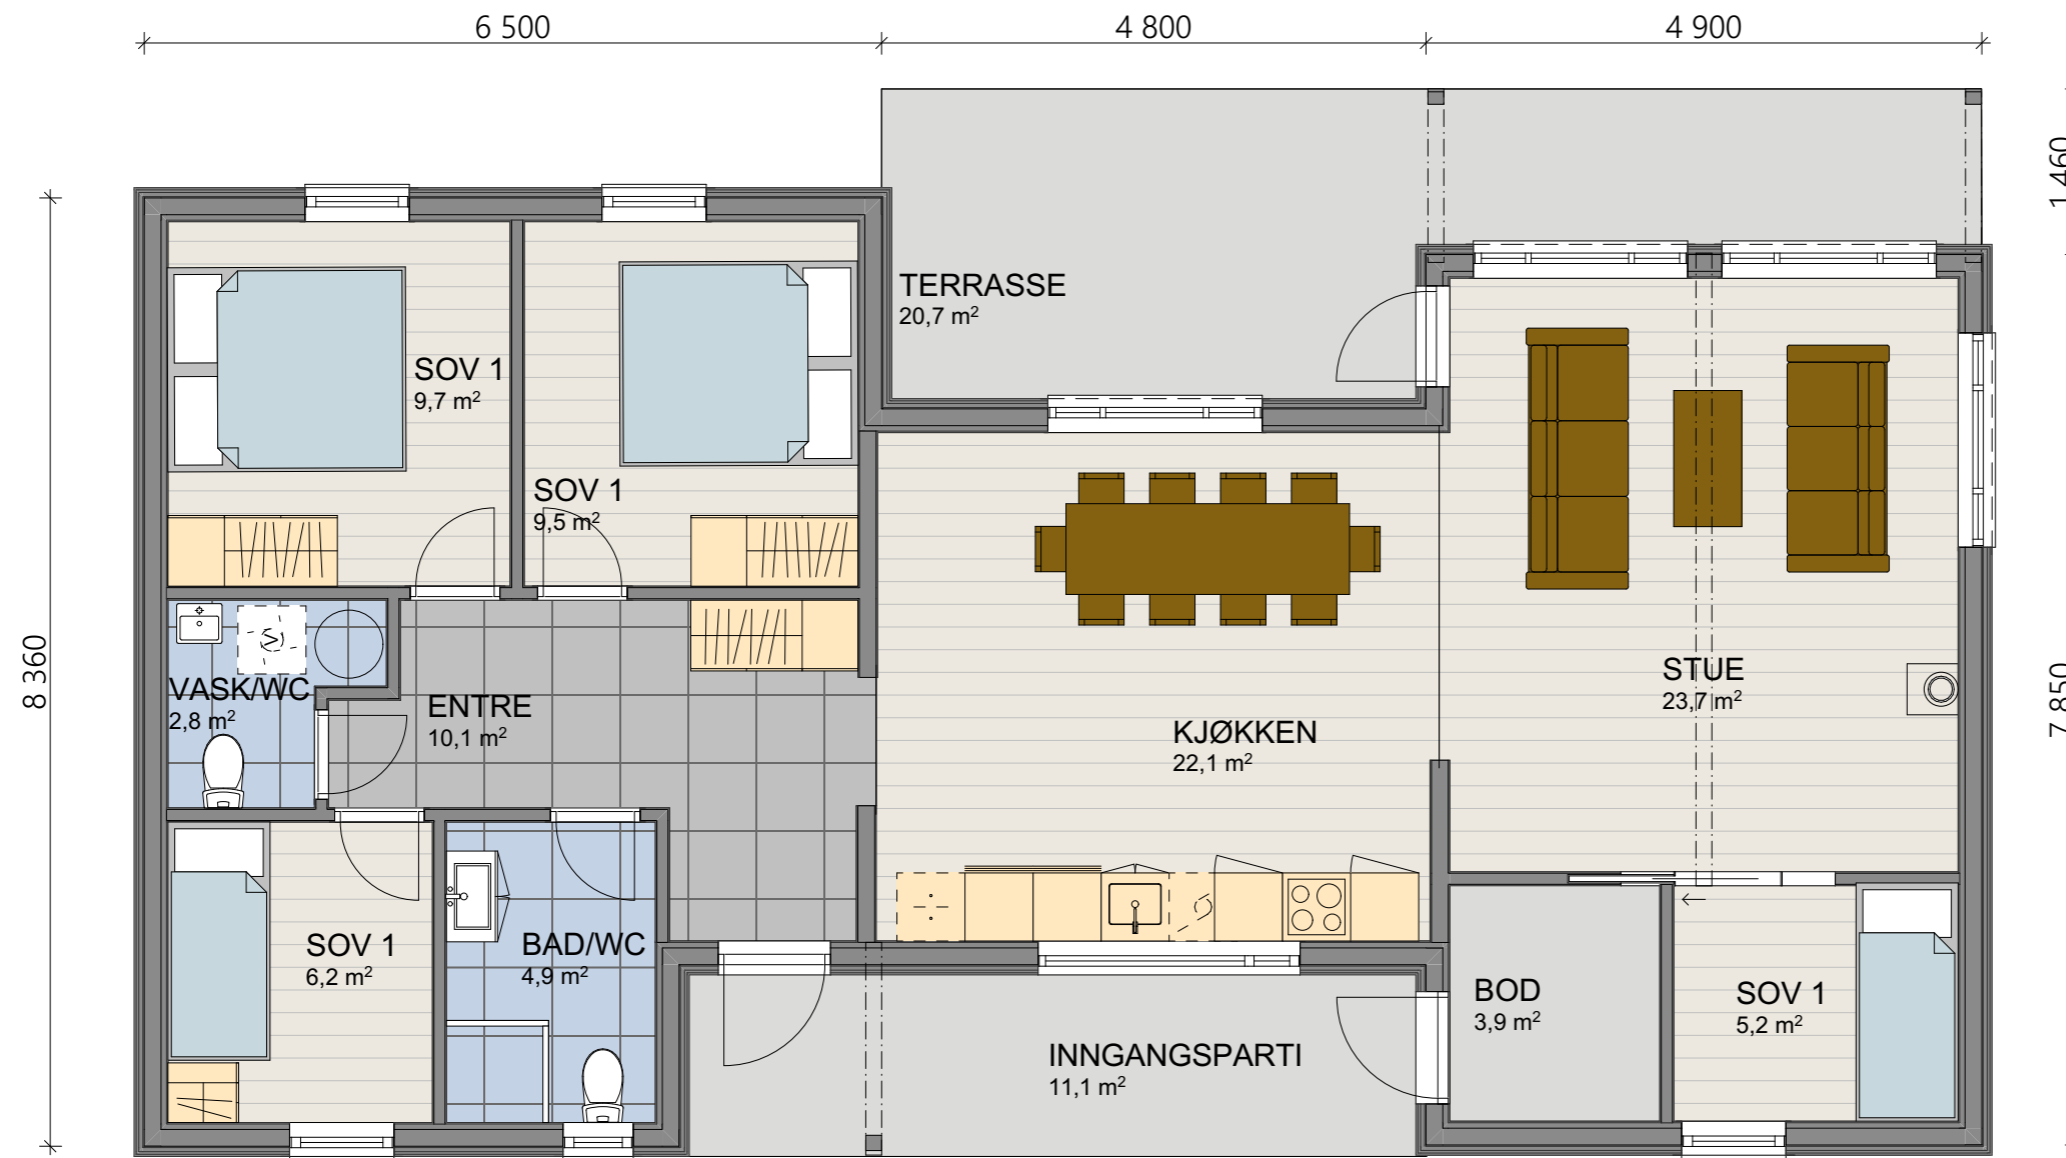 6 500
4 800
4 900
1 460
TERRASSE
20,7 m²
SOV 1
9,7 m²
SOV 1
9,5 m²
8 360
VASK/WC
2,8 m²
V
ENTRE
10,1 m²
KJØKKEN
22,1 m²
STUE
23,7 m²
7 850
SOV 1
6,2 m²
BAD/WC
4,9 m²
INNGANGSPARTI
11,1 m²
BOD
3,9 m²
SOV 1
5,2 m²